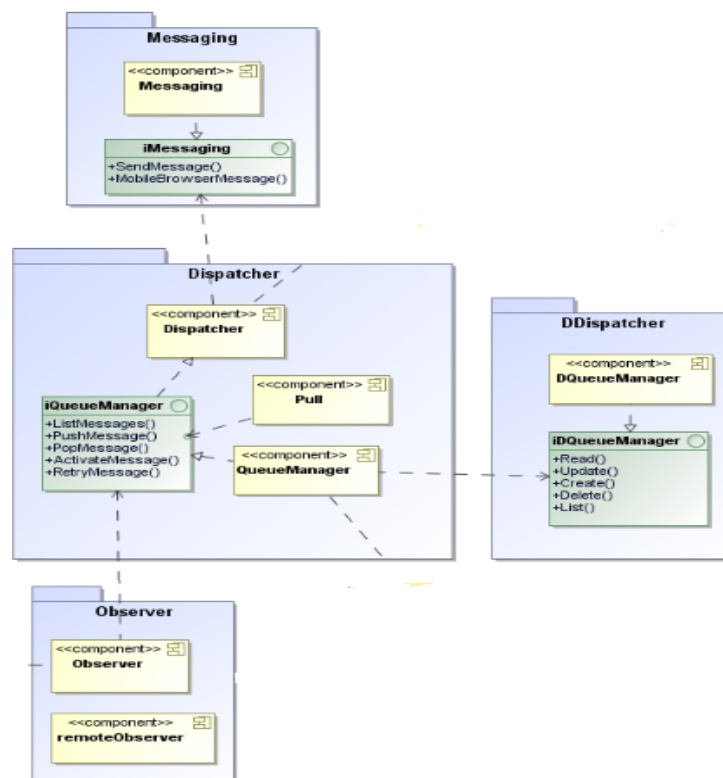 Messaging
<<component>>
Messaging
iMessaging
+SendMessage()
+MobileBrowserMessage()
Dispatcher
<<component>>
Dispatcher
<<component>>
Pull
iQueueManager
+ListMessages()
+PushMessage()
+PopMessage()
+ActivateMessage()
+RetryMessage()
<<component>>
QueueManager
DDispatcher
<<component>>
DQueueManager
iDQueueManager
+Read()
+Update()
+Create()
+Delete()
+List()
Observer
<<component>>
Observer
<<component>>
remoteObserver